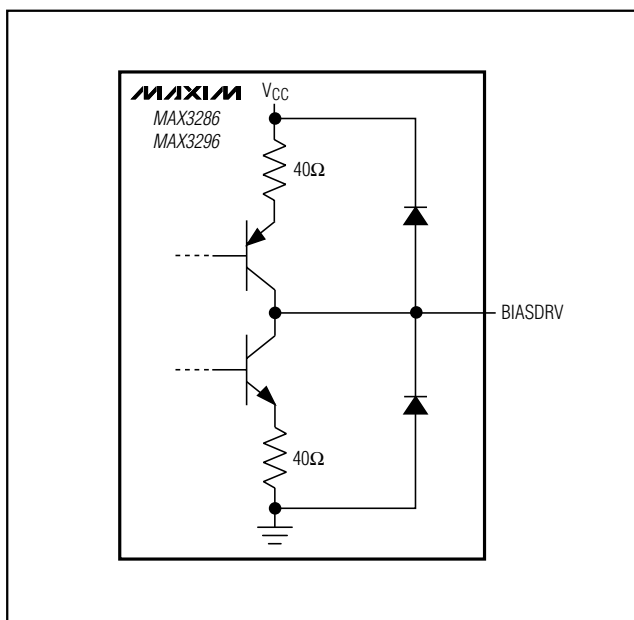 MAXIM
MAX3286
MAX3296
VCC
40Ω
BIASDRV
40Ω